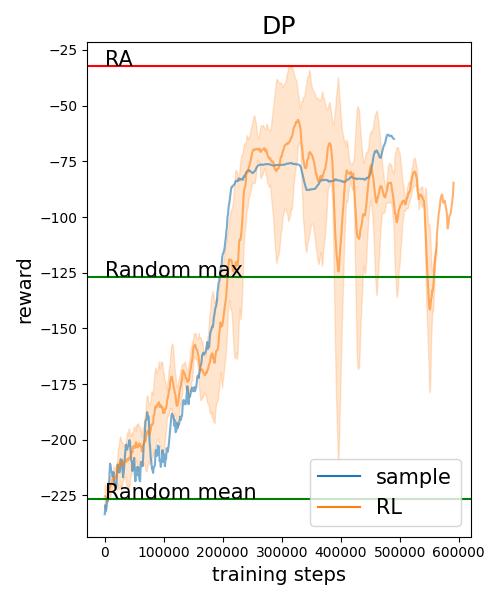 DP
RA
Random max
Random mean
reward
−25
−50
−75
−100
−125
−150
−175
−200
−225
sample
RL
0 100000 200000 300000 400000 500000 600000
training steps